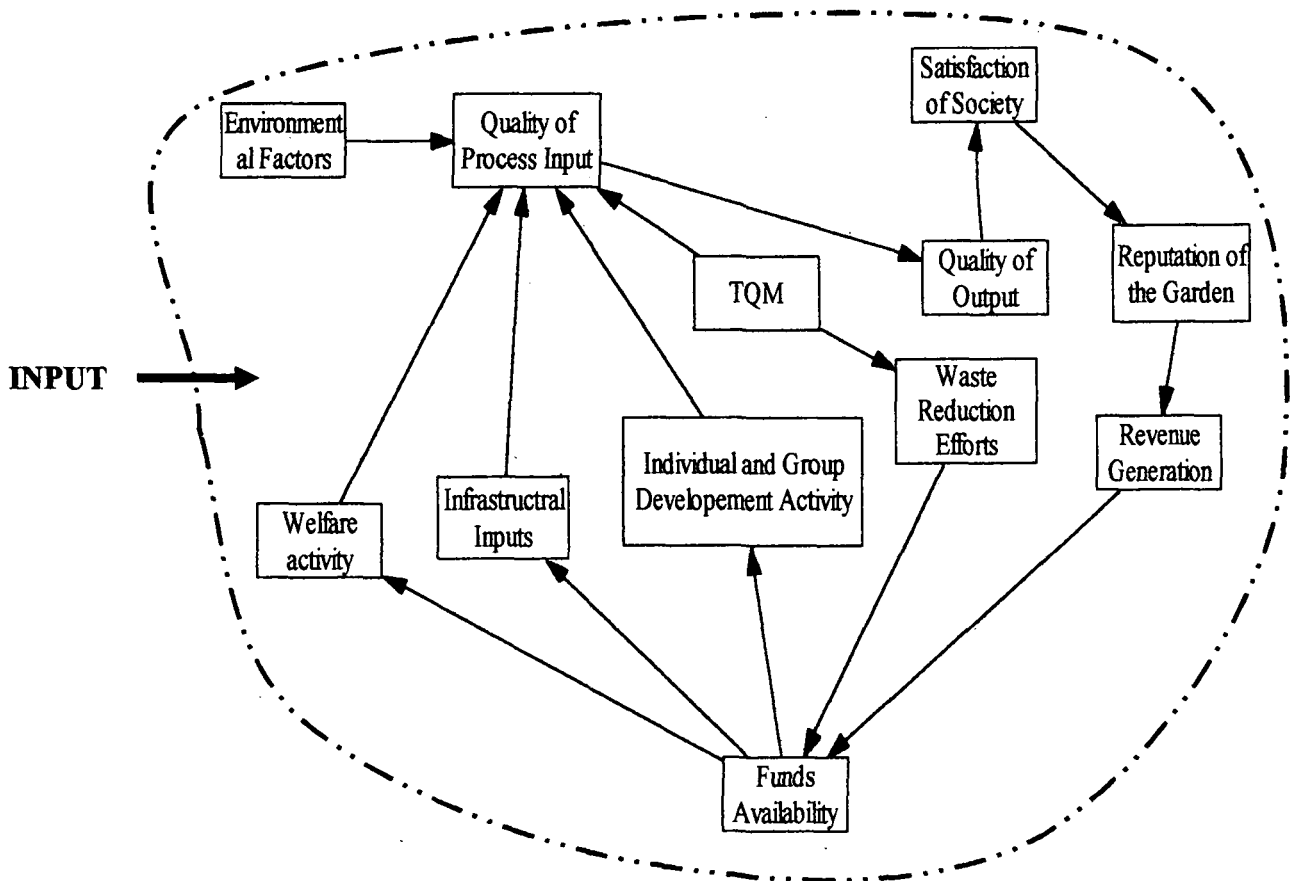 Satisfaction
of Society
Environment
al Factors
Quality of
Process Input
Quality of
Output
Reputation of
the Garden
TQM
INPUT
Waste
Reduction
Efforts
Revenue
Generation
Individual and Group
Developement Activity
Infrastructral
Inputs
Welfare
activity
Funds
Availability